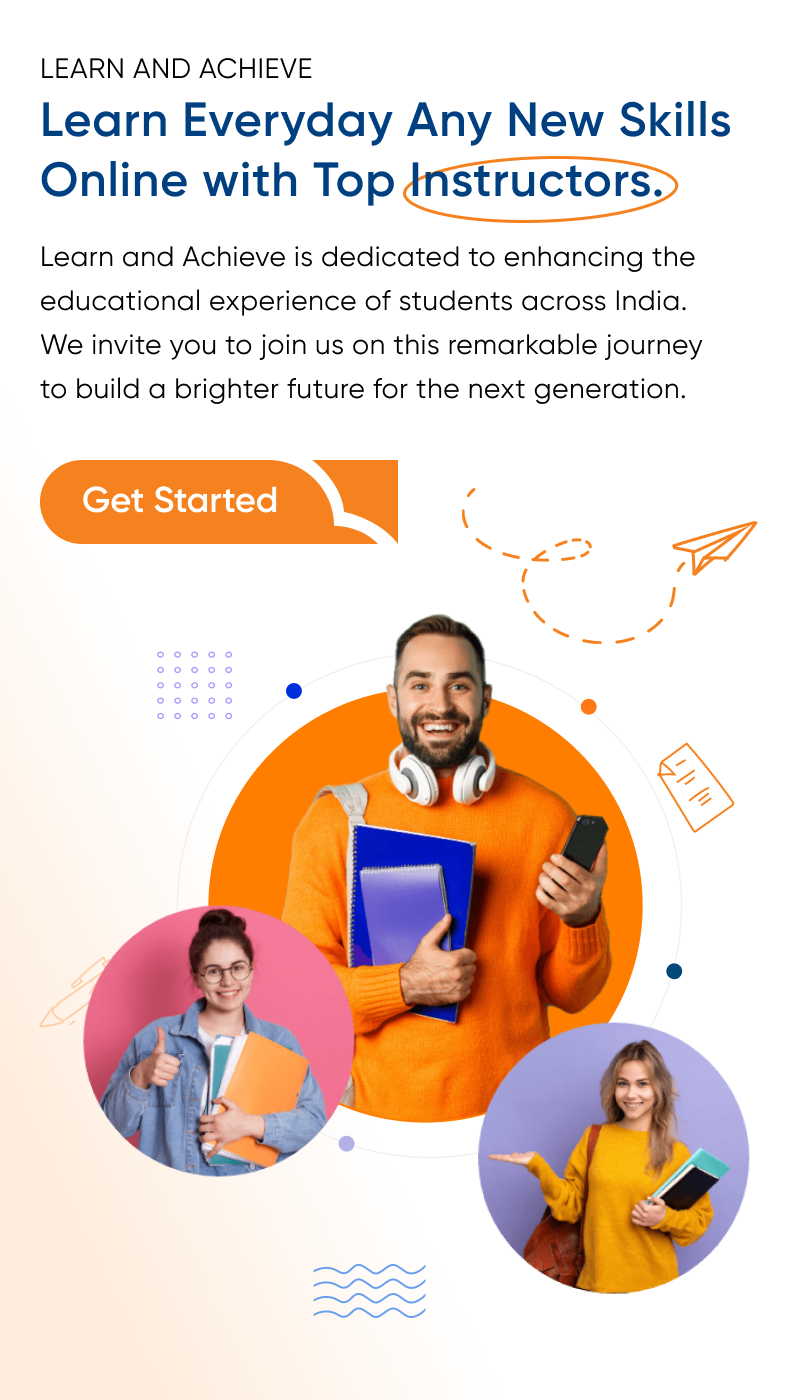 LEARN AND ACHIEVE
Learn Everyday Any New Skills
Online with Top Instructors.
Learn and Achieve is dedicated to enhancing the
educational experience of students across India.
We invite you to join us on this remarkable journey
to build a brighter future for the next generation.
Get Started